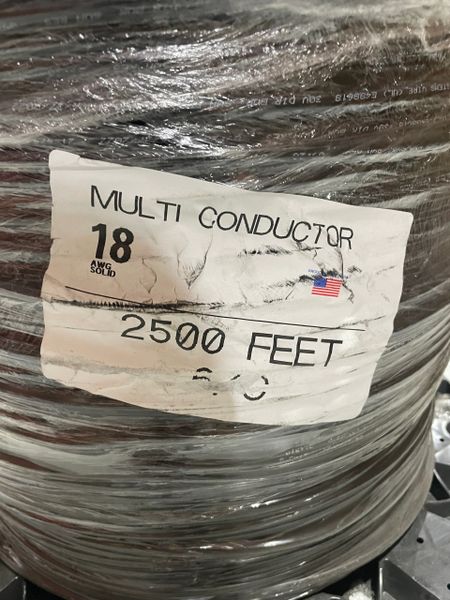 MULTI CONDUCTOR
18
AWG
SOLID
2500 FEET